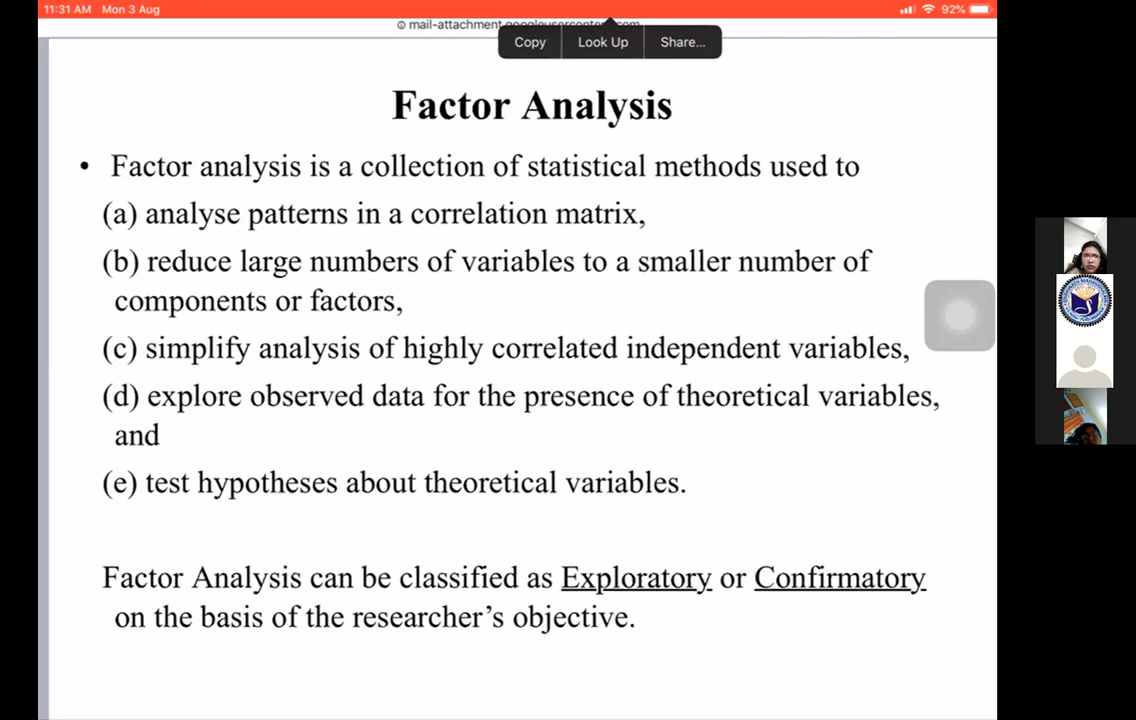 11:31 AM Mon 3 Aug
92%
mail-attachment.googleusercontent.com
Copy
Look Up
Share...
Factor Analysis
• Factor analysis is a collection of statistical methods used to
(a) analyse patterns in a correlation matrix,
(b) reduce large numbers of variables to a smaller number of
components or factors,
(c) simplify analysis of highly correlated independent variables,
(d) explore observed data for the presence of theoretical variables,
and
(e) test hypotheses about theoretical variables.
Factor Analysis can be classified as Exploratory or Confirmatory
on the basis of the researcher’s objective.